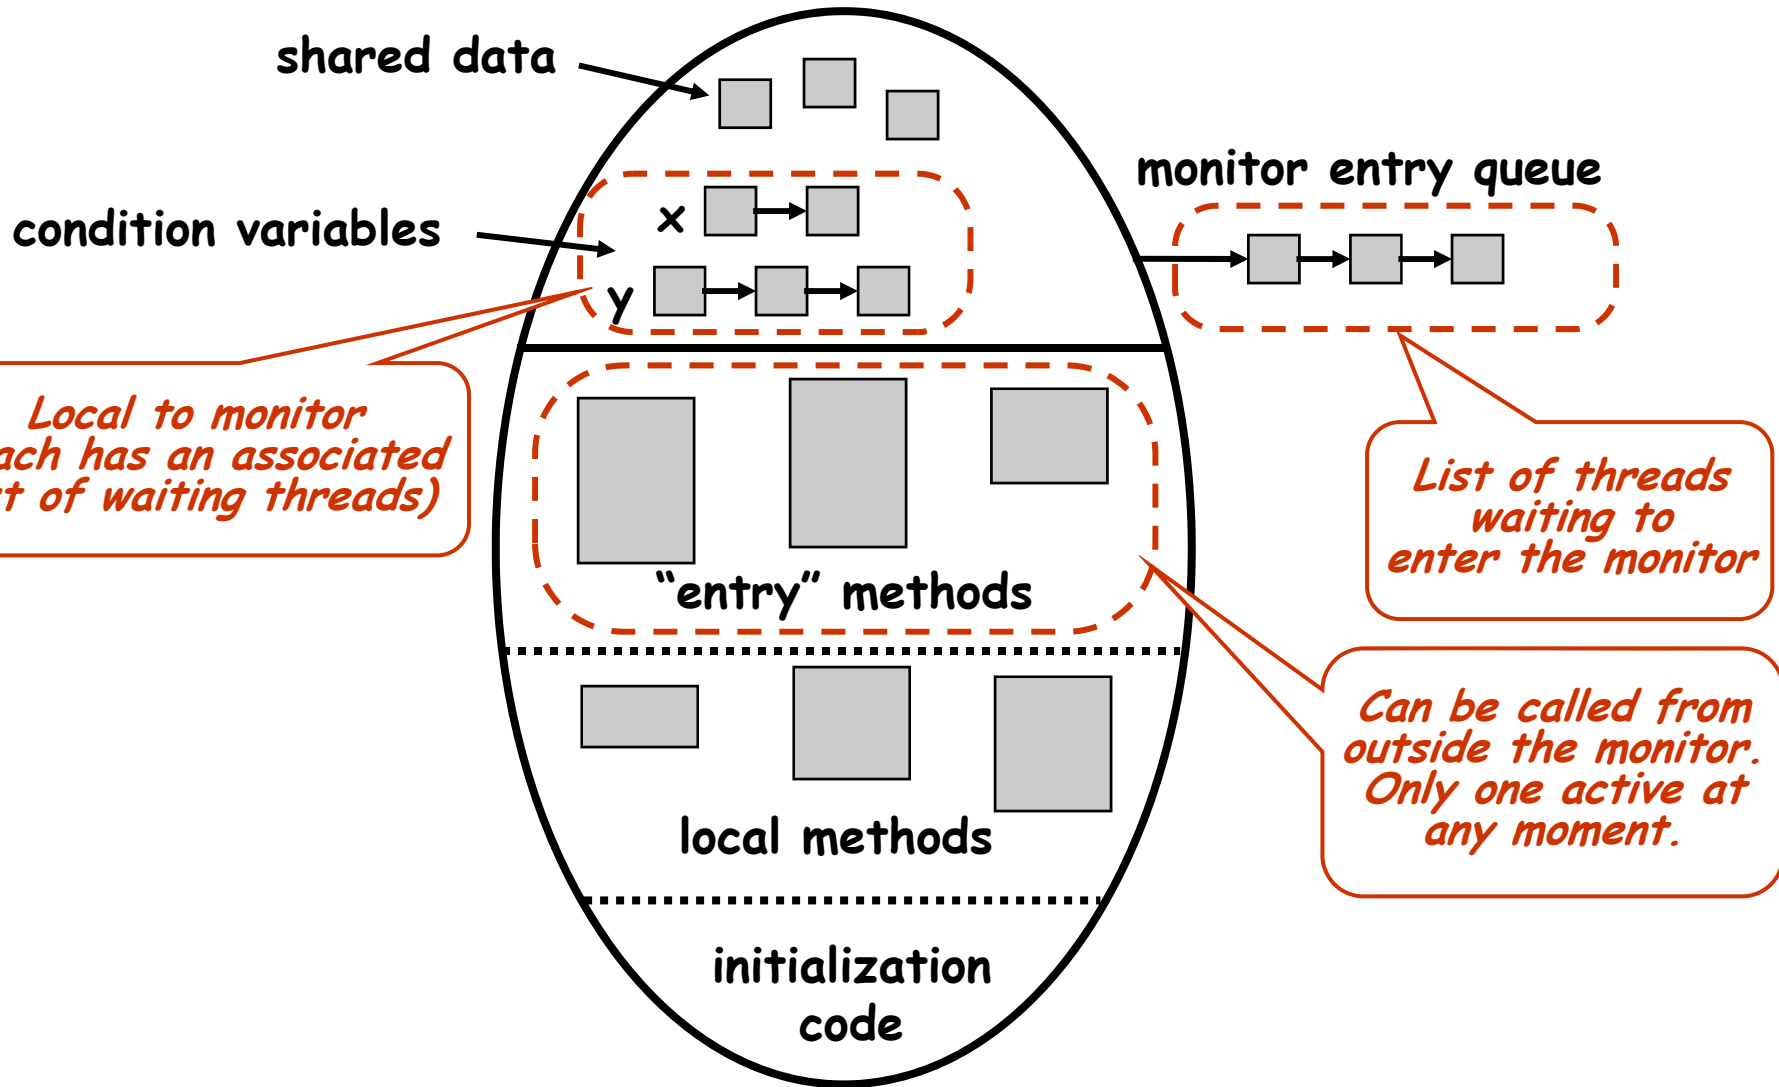 shared data
monitor entry queue
condition variables
x
y
Local to monitor
has an associated
of waiting threads)
List of threads
waiting to
enter the monitor
"entry" methods
Can be called from
outside the monitor.
Only one active at
any moment.
local methods
initialization
code